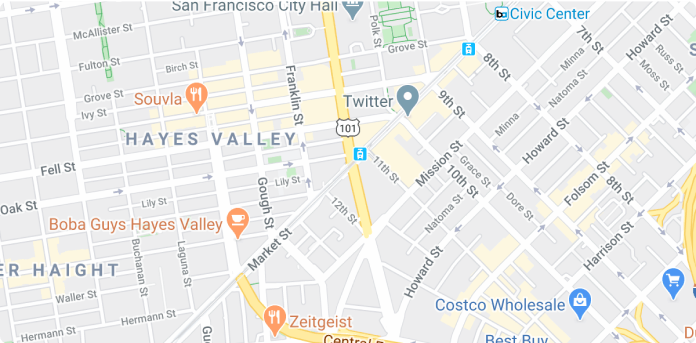 San Francisco City Hall
Civic Center
McAllister St
Polk St
Grove St
7th St
Howard St
Fulton St
Birch St
8th St
Minna
Russ St
Moss St
Franklin St
Natoma St
Grove St
Ivy St
Souvla
Twitter
9th St
Minna
HAYES VALLEY
101
Howard St
Fell St
11th St
Mission St
10th St
Grace St
Folsom St
8th St
Lily St
Gough St
Oak St
Lily St
12th St
Natoma St
Dore St
Boba Guys Hayes Valley
Harrison St
Market St
Buchanan St
Laguna St
ER HAIGHT
Howard St
Waller St
Costco Wholesale
Hermann St
Zeitgeist
Hermann St
Central
Best Buy